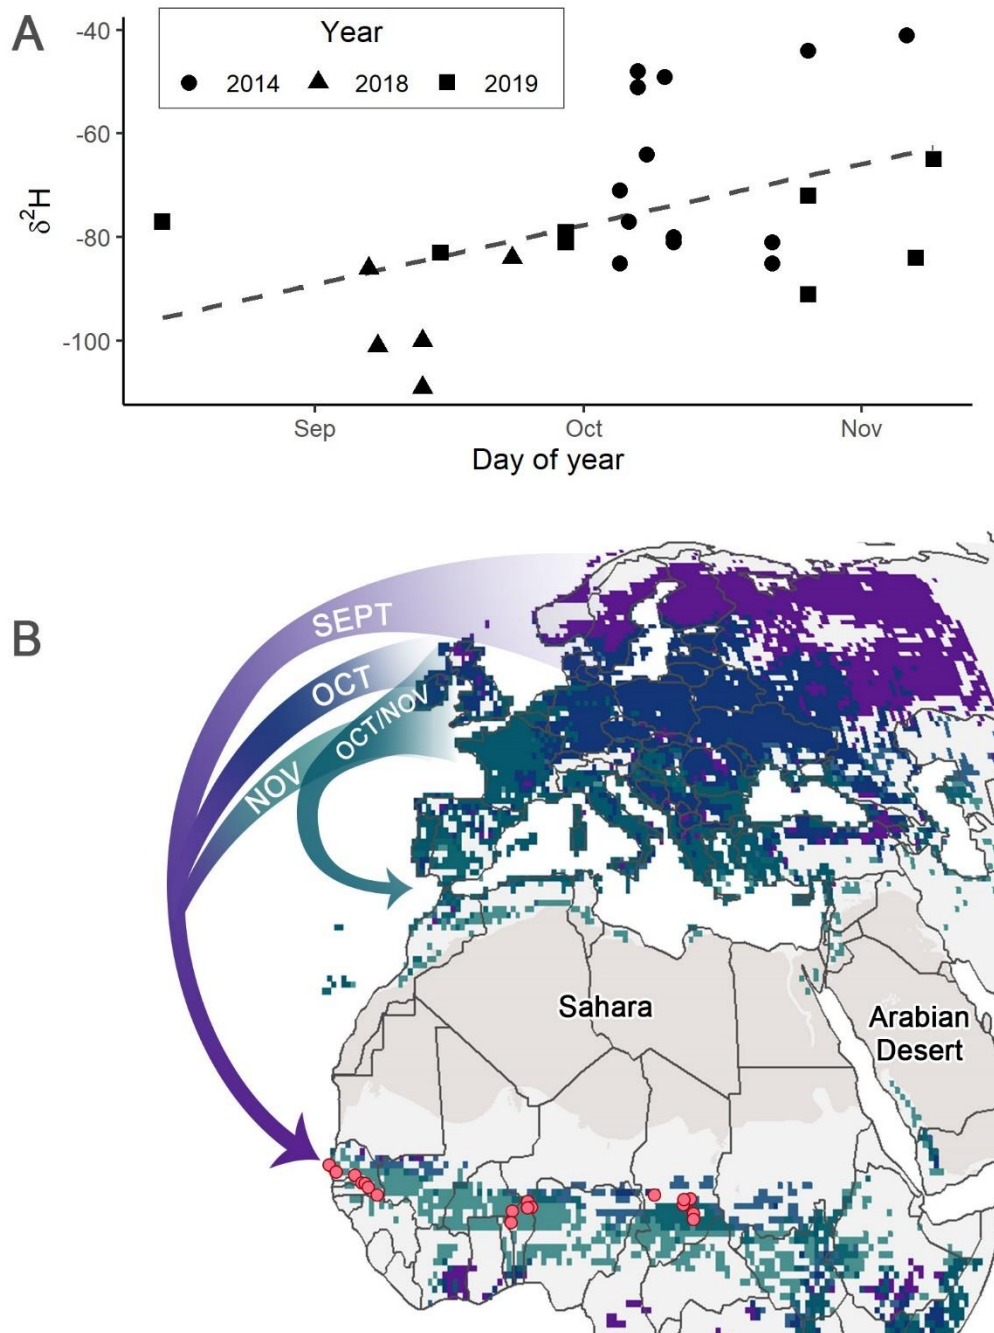 A
Year
2014 2018 2019
-40
-60
-80
-100
δ²H
Sep Oct Nov
Day of year
B
SEPT
OCT
OCT/NOV
NOV
Sahara
Arabian
Desert